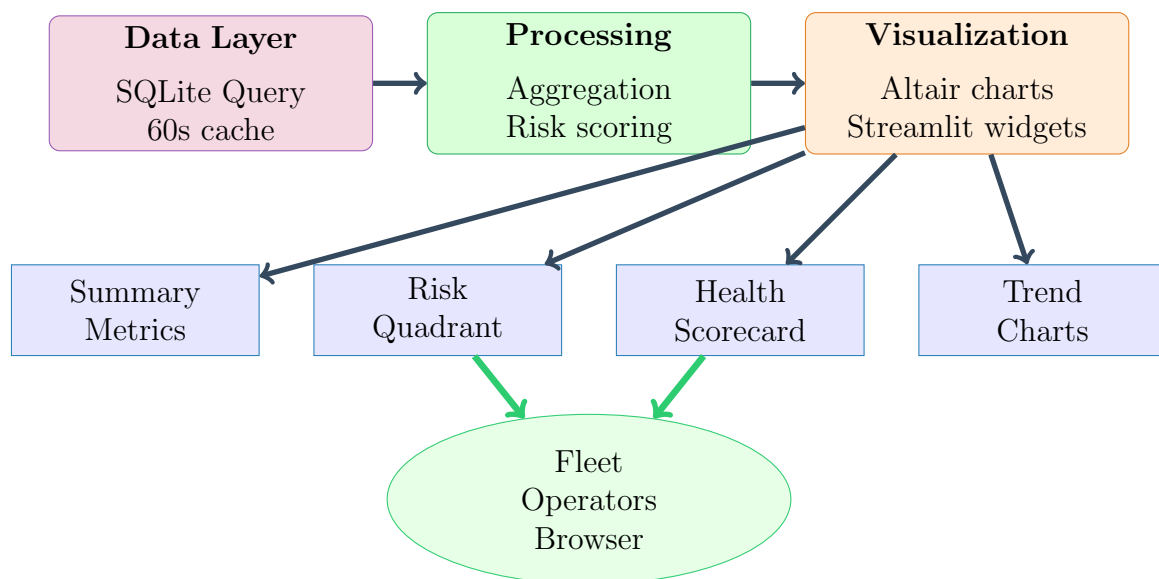 Data Layer
SQLite Query
60s cache
Processing
Aggregation
Risk scoring
Visualization
Altair charts
Streamlit widgets
Summary
Metrics
Risk
Quadrant
Health
Scorecard
Trend
Charts
Fleet
Operators
Browser